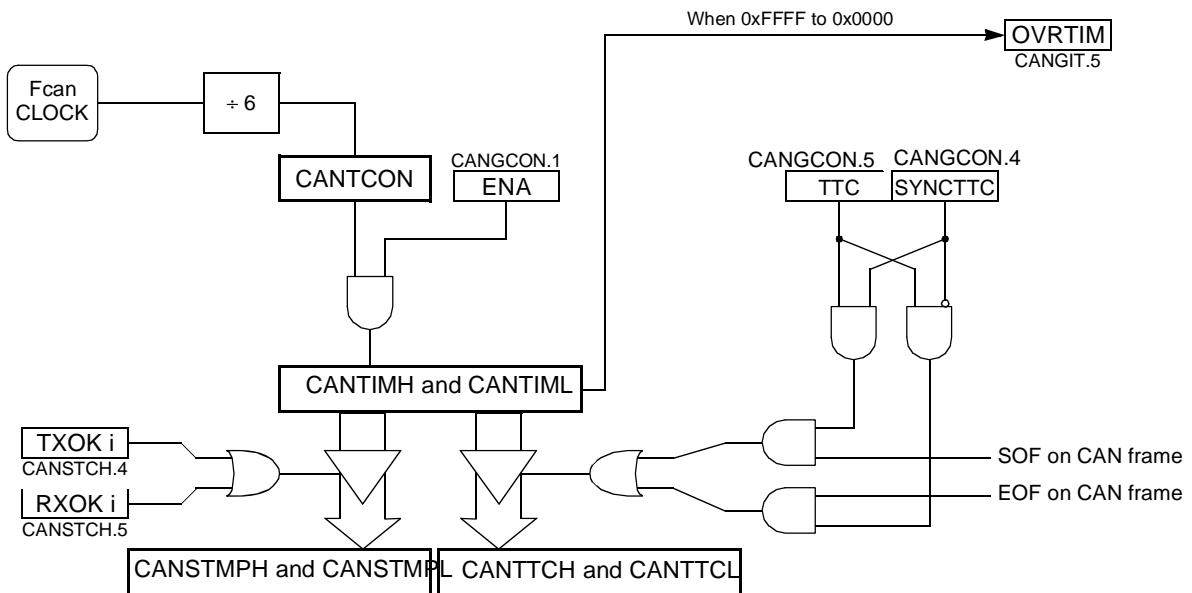 When 0xFFFF to 0x0000
OVRTIM
CANGIT.5
Fcan
CLOCK
÷ 6
CANTCON
CANGCON.1
ENA
CANGCON.5
CANGCON.4
TTC
SYNCTTC
CANTIMH and CANTIML
TXOK i
CANSTCH.4
RXOK i
CANSTCH.5
SOF on CAN frame
EOF on CAN frame
CANSTMPH and CANSTMPL
CANTTCH and CANTTCL